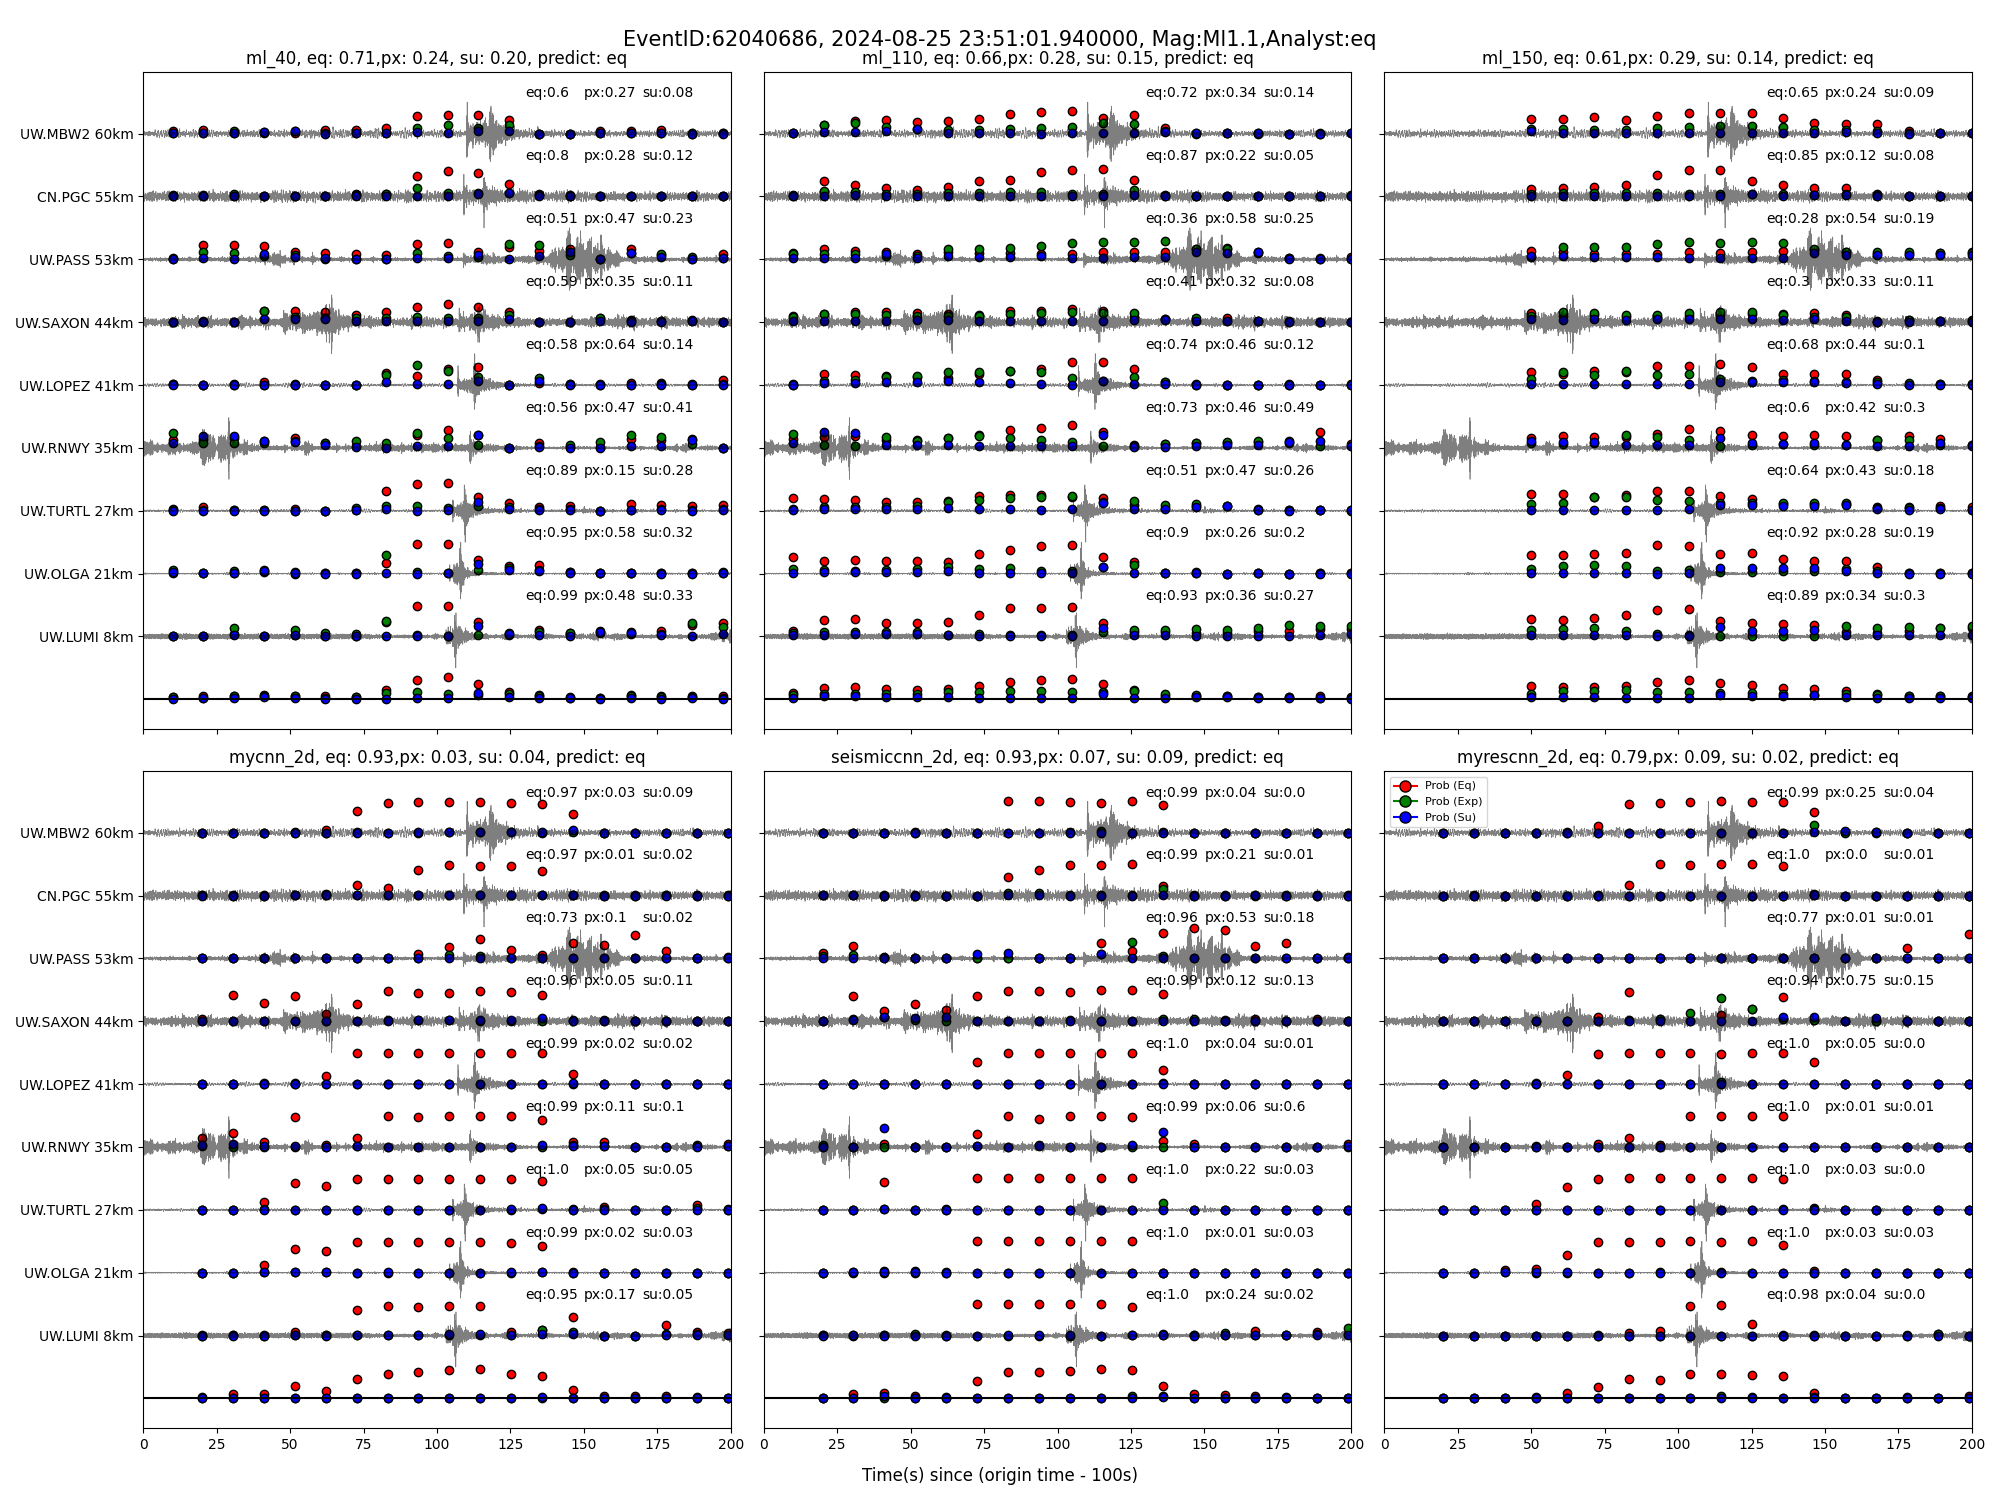 EventID:62040686, 2024-08-25 23:51:01.940000, Mag:Ml1.1,Analyst:eq
ml_40, eq: 0.71,px: 0.24, su: 0.20, predict: eq
UW.MBW2 60km
eq:0.6 px:0.27 su:0.08
CN.PGC 55km
eq:0.8 px:0.28 su:0.12
UW.PASS 53km
eq:0.51 px:0.47 su:0.23
UW.SAXON 44km
eq:0.59 px:0.35 su:0.11
UW.LOPEZ 41km
eq:0.58 px:0.64 su:0.14
UW.RNWY 35km
eq:0.56 px:0.47 su:0.41
UW.TURTL 27km
eq:0.89 px:0.15 su:0.28
UW.OLGA 21km
eq:0.95 px:0.58 su:0.32
UW.LUMI 8km
eq:0.99 px:0.48 su:0.33
ml_110, eq: 0.66,px: 0.28, su: 0.15, predict: eq
eq:0.72 px:0.34 su:0.14
eq:0.87 px:0.22 su:0.05
eq:0.36 px:0.58 su:0.25
eq:0.41 px:0.32 su:0.08
eq:0.74 px:0.46 su:0.12
eq:0.73 px:0.46 su:0.49
eq:0.51 px:0.47 su:0.26
eq:0.9 px:0.26 su:0.2
eq:0.93 px:0.36 su:0.27
ml_150, eq: 0.61,px: 0.29, su: 0.14, predict: eq
eq:0.65 px:0.24 su:0.09
eq:0.85 px:0.12 su:0.08
eq:0.28 px:0.54 su:0.19
eq:0.3 px:0.33 su:0.11
eq:0.68 px:0.44 su:0.1
eq:0.6 px:0.42 su:0.3
eq:0.64 px:0.43 su:0.18
eq:0.92 px:0.28 su:0.19
eq:0.89 px:0.34 su:0.3
mycnn_2d, eq: 0.93,px: 0.03, su: 0.04, predict: eq
UW.MBW2 60km
eq:0.97 px:0.03 su:0.09
CN.PGC 55km
eq:0.97 px:0.01 su:0.02
UW.PASS 53km
eq:0.73 px:0.1 su:0.02
UW.SAXON 44km
eq:0.96 px:0.05 su:0.11
UW.LOPEZ 41km
eq:0.99 px:0.02 su:0.02
UW.RNWY 35km
eq:0.99 px:0.11 su:0.1
UW.TURTL 27km
eq:1.0 px:0.05 su:0.05
UW.OLGA 21km
eq:0.99 px:0.02 su:0.03
UW.LUMI 8km
eq:0.95 px:0.17 su:0.05
0 25 50 75 100 125 150 175 200
seismiccnn_2d, eq: 0.93,px: 0.07, su: 0.09, predict: eq
eq:0.99 px:0.04 su:0.0
eq:0.99 px:0.21 su:0.01
eq:0.96 px:0.53 su:0.18
eq:0.99 px:0.12 su:0.13
eq:1.0 px:0.04 su:0.01
eq:0.99 px:0.06 su:0.6
eq:1.0 px:0.22 su:0.03
eq:1.0 px:0.01 su:0.03
eq:1.0 px:0.24 su:0.02
0 25 50 75 100 125 150 175 200
myrescnn_2d, eq: 0.79,px: 0.09, su: 0.02, predict: eq
Prob (Eq)
Prob (Exp)
Prob (Su)
eq:0.99 px:0.25 su:0.04
eq:1.0 px:0.0 su:0.01
eq:0.77 px:0.01 su:0.01
eq:0.94 px:0.75 su:0.15
eq:1.0 px:0.05 su:0.0
eq:1.0 px:0.01 su:0.01
eq:1.0 px:0.03 su:0.0
eq:1.0 px:0.03 su:0.03
eq:0.98 px:0.04 su:0.0
0 25 50 75 100 125 150 175 200
Time(s) since (origin time - 100s)